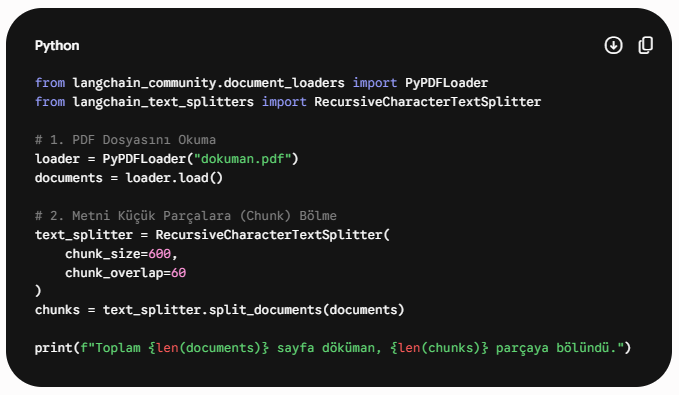 Python
from langchain_community.document_loaders import PyPDFLoader
from langchain_text_splitters import RecursiveCharacterTextSplitter
# 1. PDF Dosyasını Okuma
loader = PyPDFLoader("dokuman.pdf")
documents = loader.load()
# 2. Metni Küçük Parçalara (Chunk) Bölme
text_splitter = RecursiveCharacterTextSplitter(
    chunk_size=600,
    chunk_overlap=60
)
chunks = text_splitter.split_documents(documents)
print(f"Toplam {len(documents)} sayfa döküman, {len(chunks)} parçaya bölündü.")